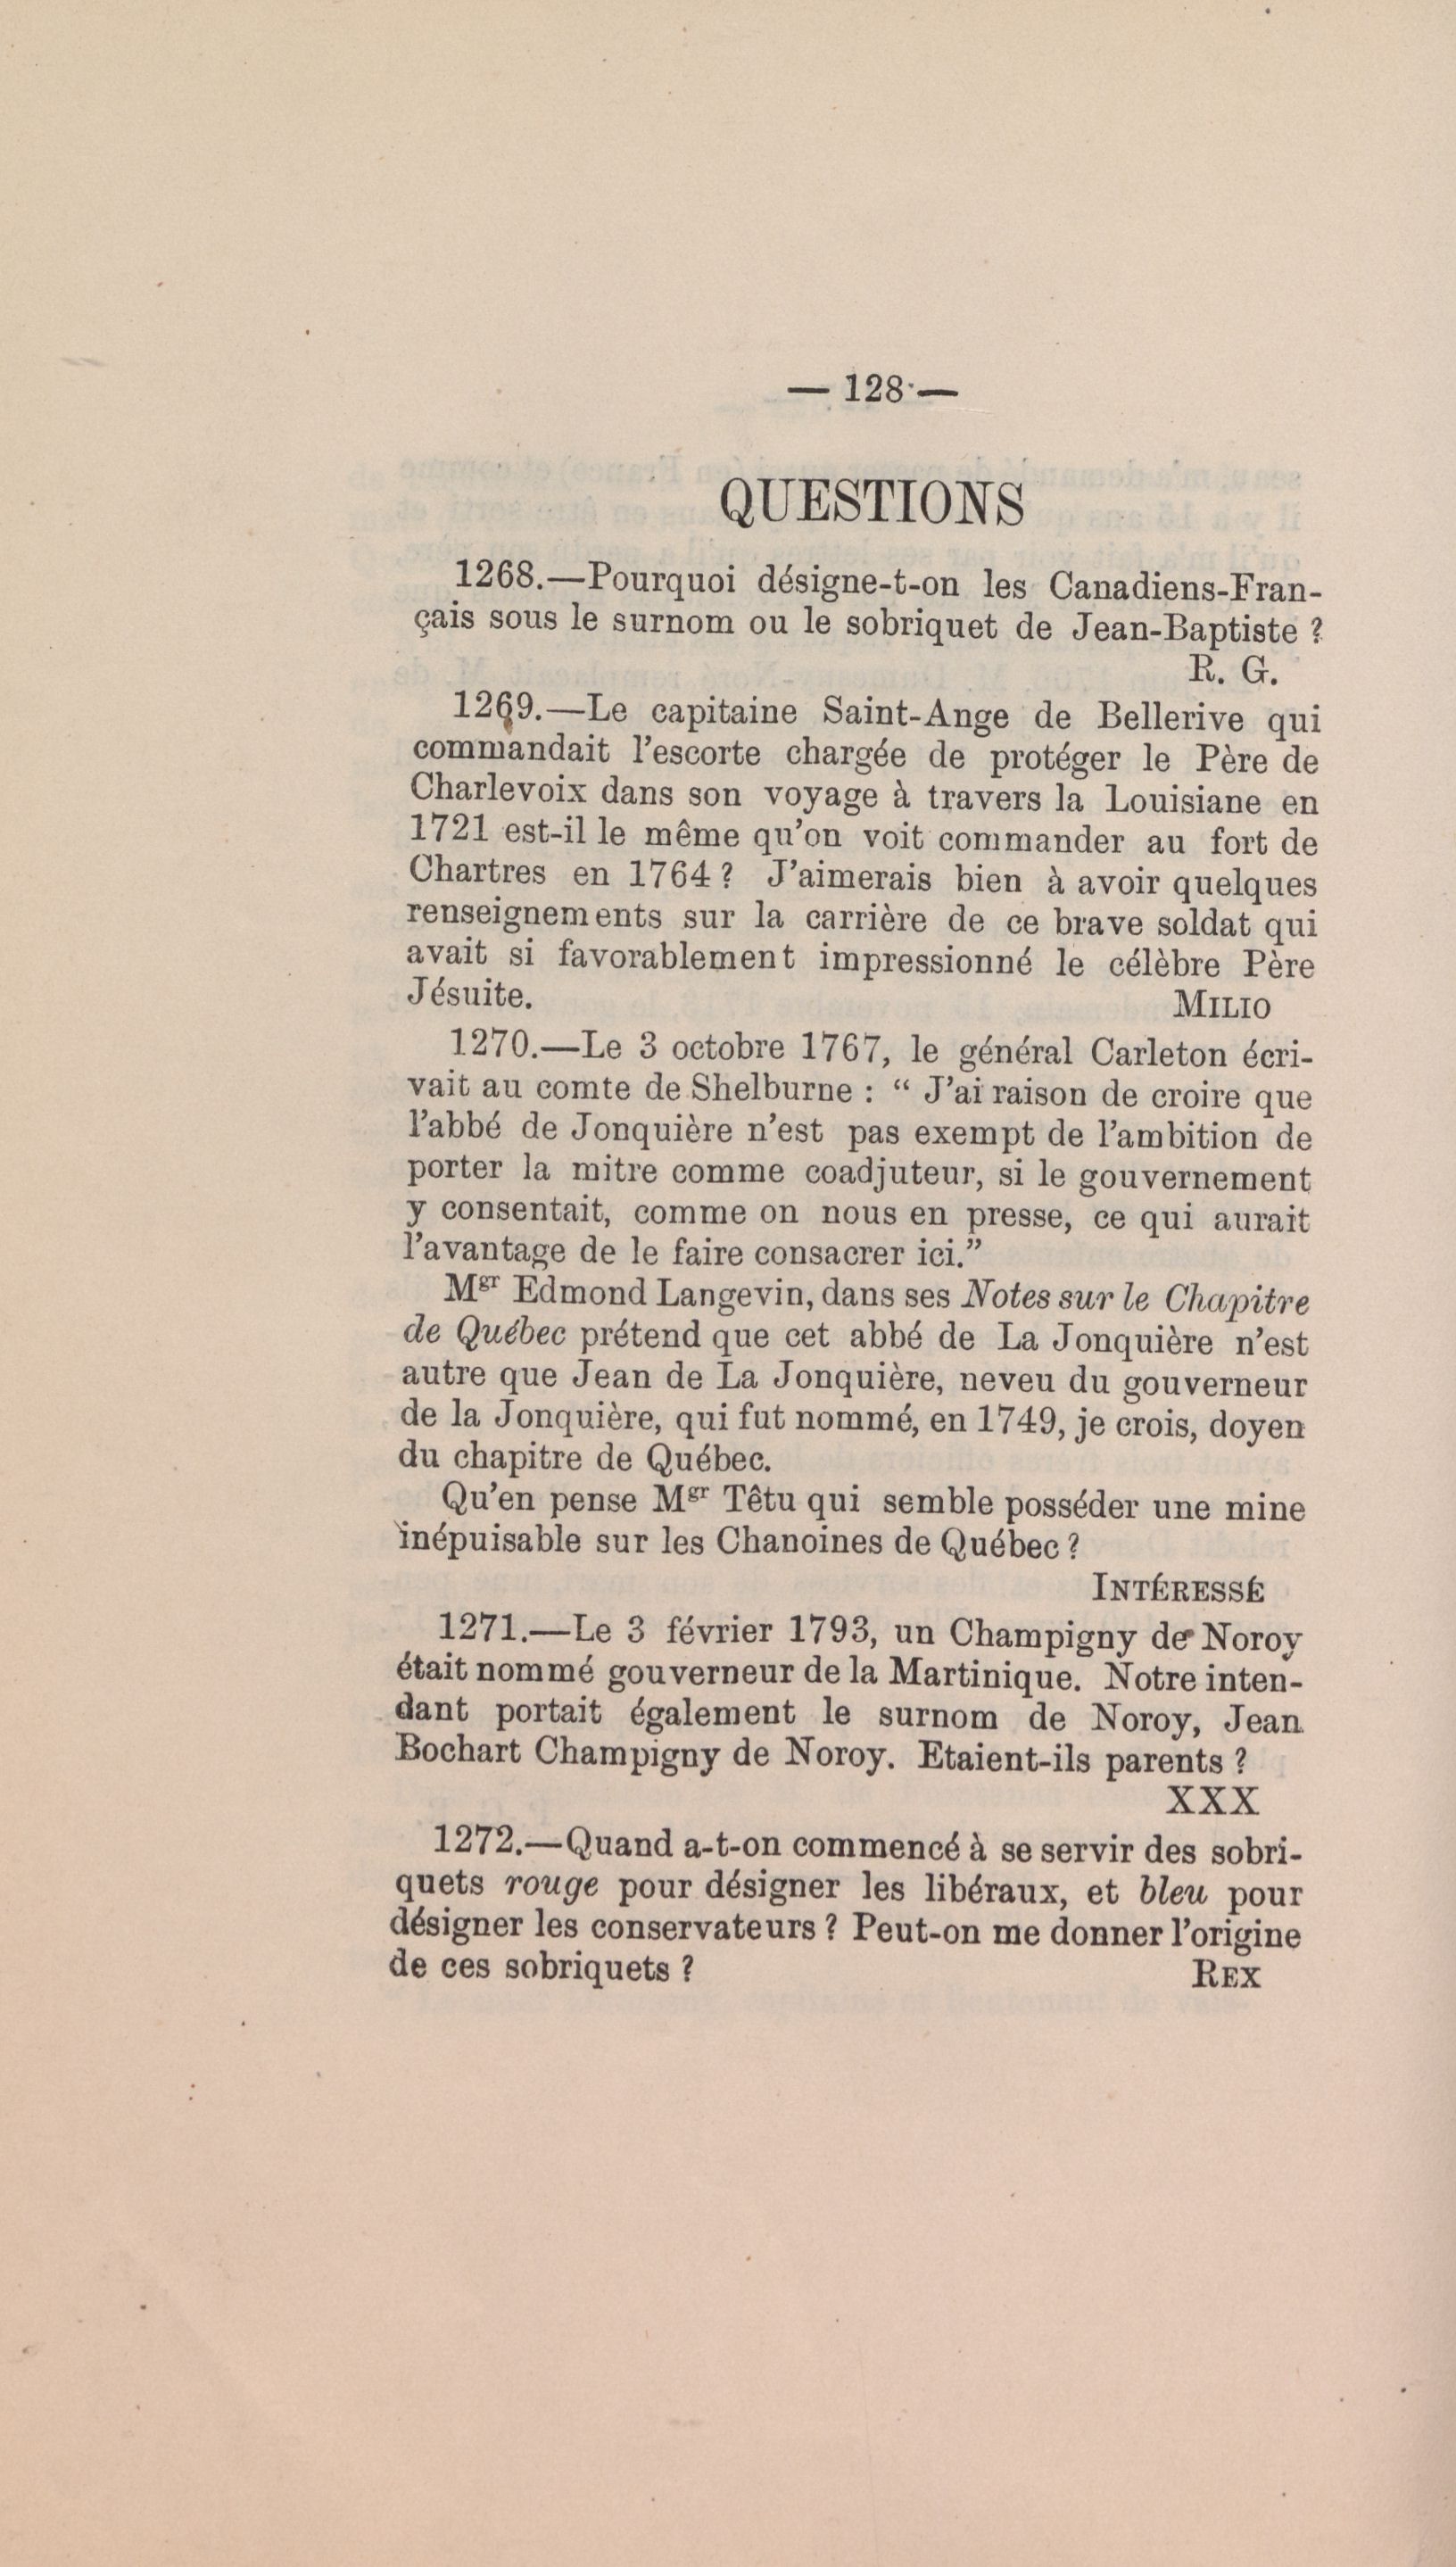 — 128 —
QUESTIONS
1268.—Pourquoi désigne-t-on les Canadiens-Fran-
çais sous le surnom ou le sobriquet de Jean-Baptiste ?
R. G.
1269.—Le capitaine Saint-Ange de Bellerive qui
commandait l'escorte chargée de protéger le Père de
Charlevoix dans son voyage à travers la Louisiane en
1721 est-il le même qu'on voit commander au fort de
Chartres en 1764 ? J'aimerais bien à avoir quelques
renseignements sur la carrière de ce brave soldat qui
avait si favorablement impressionné le célèbre Père
Jésuite. MILIO
1270.—Le 3 octobre 1767, le général Carleton écri-
vait au comte de Shelburne : “ J'ai raison de croire que
l'abbé de Jonquière n'est pas exempt de l'ambition de
porter la mitre comme coadjuteur, si le gouvernement
y consentait, comme on nous en presse, ce qui aurait
l'avantage de le faire consacrer ici.”
Mgr Edmond Langevin, dans ses Notes sur le Chapitre
de Québec prétend que cet abbé de La Jonquière n'est
autre que Jean de La Jonquière, neveu du gouverneur
de la Jonquière, qui fut nommé, en 1749, je crois, doyen
du chapitre de Québec.
Qu'en pense Mgr Têtu qui semble posséder une mine
inépuisable sur les Chanoines de Québec ?
INTÉRESSÉ
1271.—Le 3 février 1793, un Champigny de Noroy
était nommé gouverneur de la Martinique. Notre inten-
dant portait également le surnom de Noroy, Jean
Bochart Champigny de Noroy. Etaient-ils parents ?
XXX
1272.—Quand a-t-on commencé à se servir des sobri-
quets rouge pour désigner les libéraux, et bleu pour
désigner les conservateurs ? Peut-on me donner l'origine
de ces sobriquets ? REX